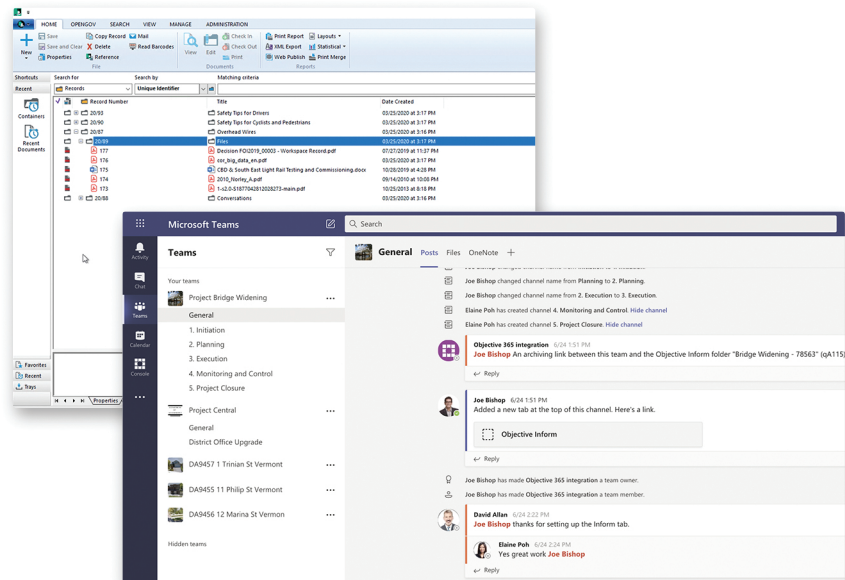 HOME OPENGOV SEARCH VIEW MANAGE ADMINISTRATION
New
Save
Save and Clear
Properties
Copy Record
Delete
Reference
Mail
Read Barcodes
File
View
Edit
Check In
Check Out
Print
Documents
Print Report
XML Export
Web Publish
Layouts
Statistical
Print Merge
Reports
Shortcuts
Recent
Containers
Recent
Documents
Favorites
Recent
Trays
Search for
Search by
Matching criteria
Records
Unique Identifier
Record Number Title Date Created
20/93 Safety Tips for Drivers 03/25/2020 at 3:17 PM
20/90 Safety Tips for Cyclists and Pedestrians 03/25/2020 at 3:17 PM
20/87 Overhead Wires 03/25/2020 at 3:16 PM
20/89 Files 03/25/2020 at 3:17 PM
177 Decision FOI2019_00003 - Workspace Record.pdf 07/27/2019 at 11:37 PM
176 cor_big_data_en.pdf 03/25/2020 at 3:17 PM
175 CBD & South East Light Rail Testing and Commissioning.docx 10/28/2019 at 4:28 PM
174 2010_Norley_A.pdf 09/14/2010 at 10:08 PM
173 1-s2.0-S1877042812028273-main.pdf 10/25/2013 at 8:18 PM
20/88 Conversations 03/25/2020 at 3:16 PM
Properties
Microsoft Teams
Search
Activity
Chat
Teams
Calendar
Console
Teams
Your teams
Project Bridge Widening
General
1. Initiation
2. Planning
3. Execution
4. Monitoring and Control
5. Project Closure
Project Central
General
District Office Upgrade
DA9457 1 Trinian St Vermont
DA9455 11 Philip St Vermont
DA9456 12 Marina St Vermon
Hidden teams
General Posts Files OneNote
Joe Bishop changed channel name from Planning to 2. Planning.
Joe Bishop changed channel name from Execution to 3. Execution.
Elaine Poh has created channel 4. Monitoring and Control. Hide channel
Elaine Poh has created channel 5. Project Closure. Hide channel
Objective 365 integration 6/24 1:51 PM
Joe Bishop An archiving link between this team and the Objective Inform folder "Bridge Widening - 78563" (qA115)
Reply
Joe Bishop 6/24 1:51 PM
Added a new tab at the top of this channel. Here's a link.
Objective Inform
Reply
Joe Bishop has made Objective 365 integration a team owner.
Joe Bishop has made Objective 365 integration a team member.
David Allan 6/24 2:22 PM
Joe Bishop thanks for setting up the Inform tab.
Elaine Poh 6/24 2:24 PM
Yes great work Joe Bishop
Reply